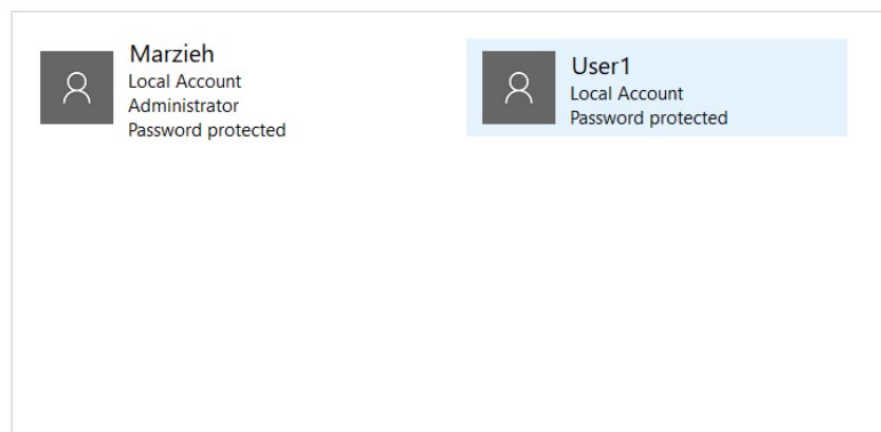 Marzieh
Local Account
Administrator
Password protected
User1
Local Account
Password protected